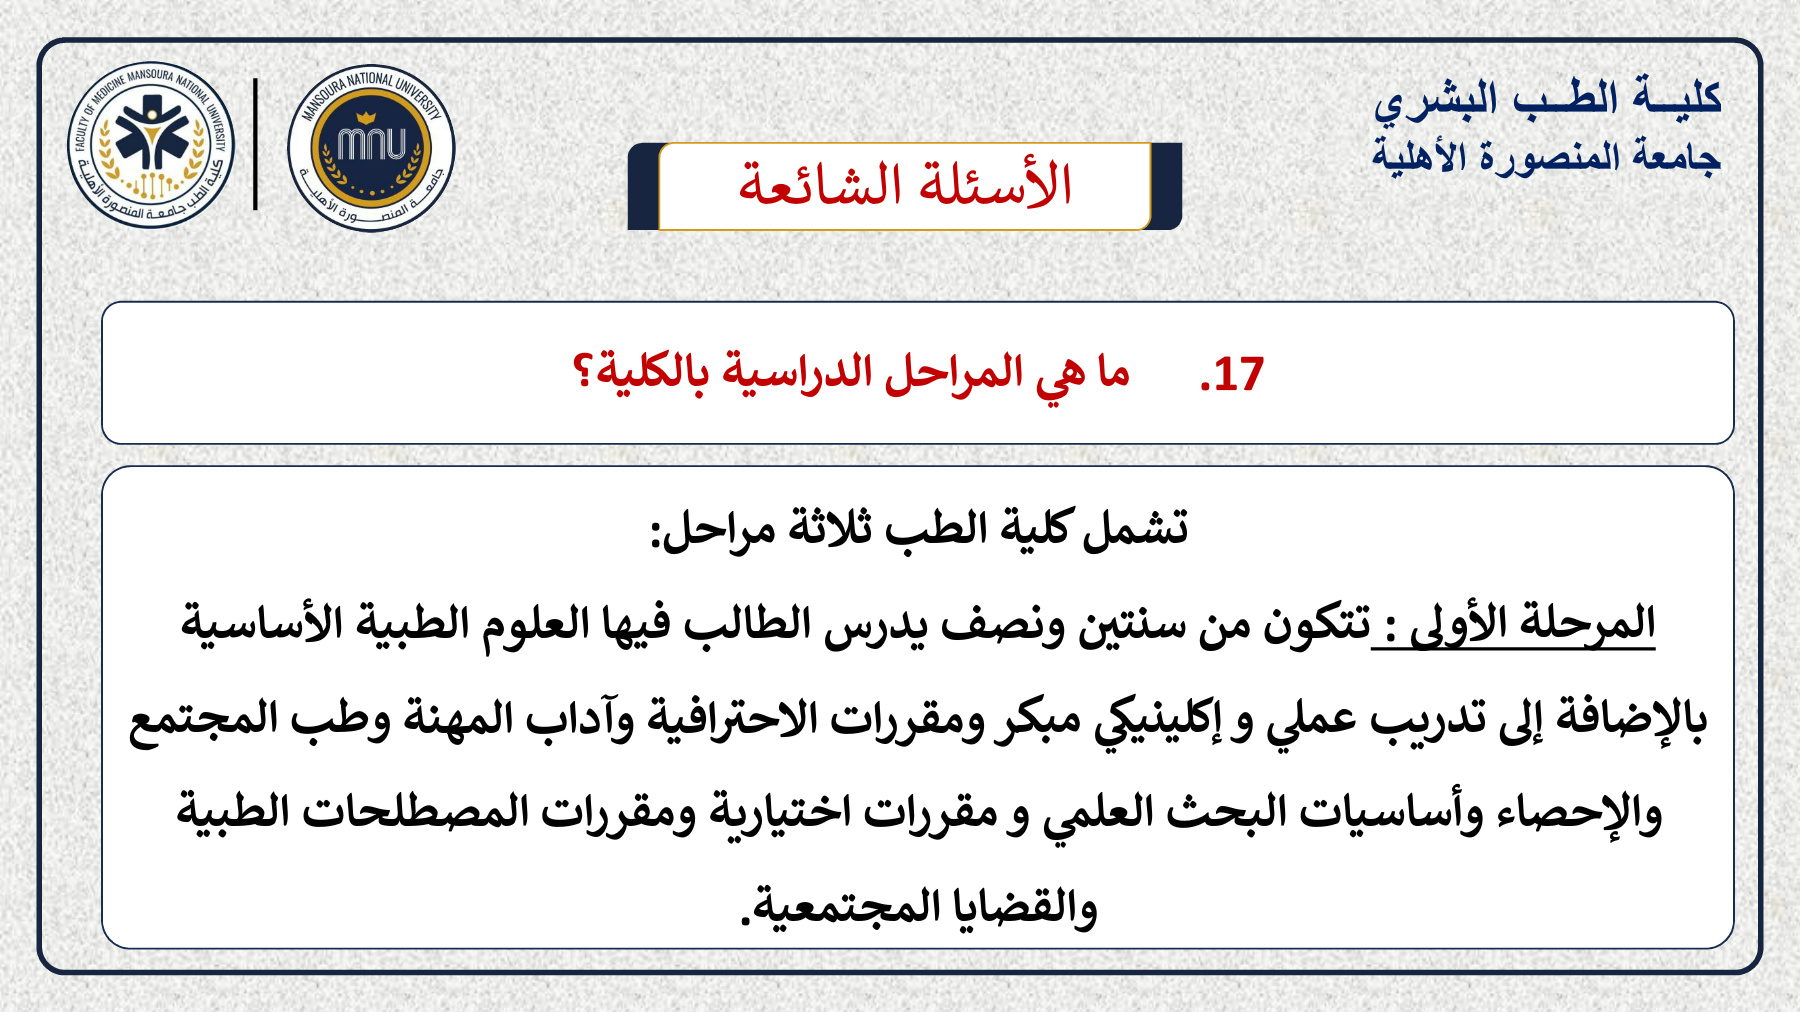 كليـــة الطـــب البشري
جامعة المنصورة الأهلية
MANSOURA NATIONAL UNIVERSITY
mnu
جامعـــة المنصـــورة الأهليـــة
FACULTY OF MEDICINE MANSOURA NATIONAL UNIVERSITY
كلية الطب جامعة المنصورة الأهلية
الأسئلة الشائعة
17. ما هي المراحل الدراسية بالكلية؟
تشمل كلية الطب ثلاثة مراحل:
المرحلة الأولى : تتكون من سنتين ونصف يدرس الطالب فيها العلوم الطبية الأساسية
بالإضافة إلى تدريب عملي و إكلينيكي مبكر ومقررات الاحترافية وآداب المهنة وطب المجتمع
والإحصاء وأساسيات البحث العلمي و مقررات اختيارية ومقررات المصطلحات الطبية
والقضايا المجتمعية.